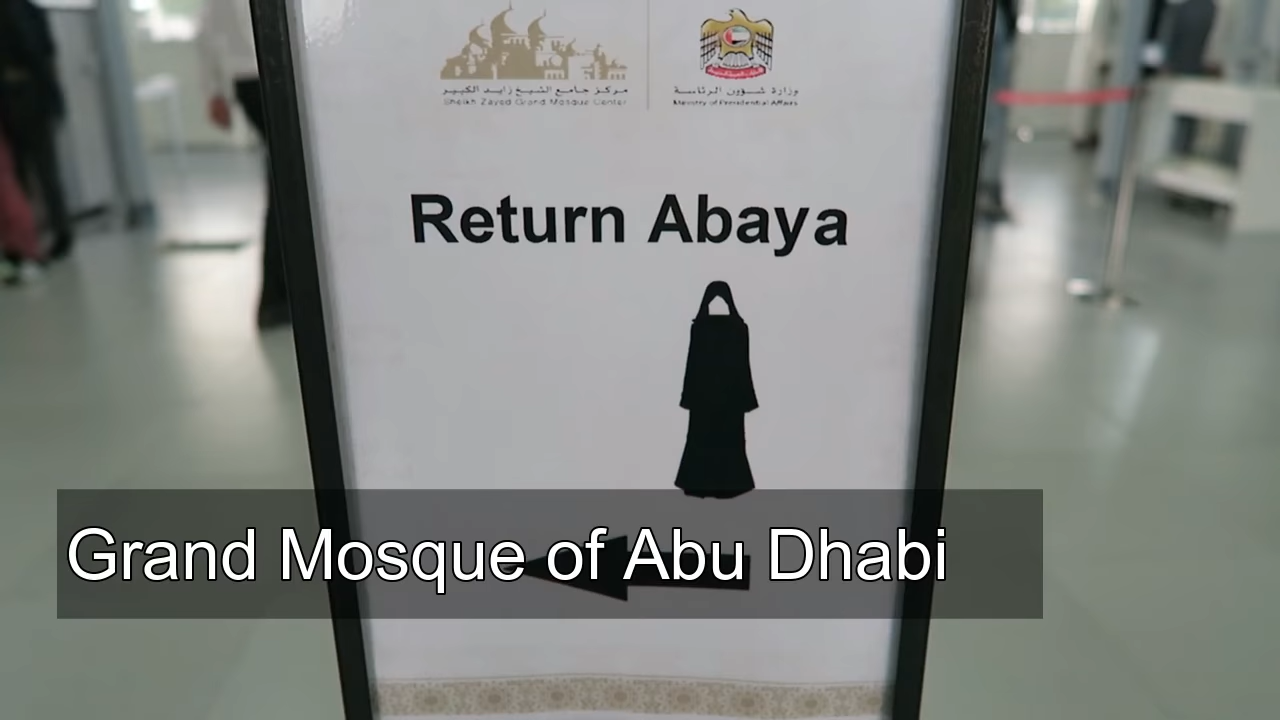 مركز جامع الشيخ زايد الكبير
Sheikh Zayed Grand Mosque Center
وزارة شؤون الرئاسة
Ministry of Presidential Affairs
Return Abaya
Grand Mosque of Abu Dhabi